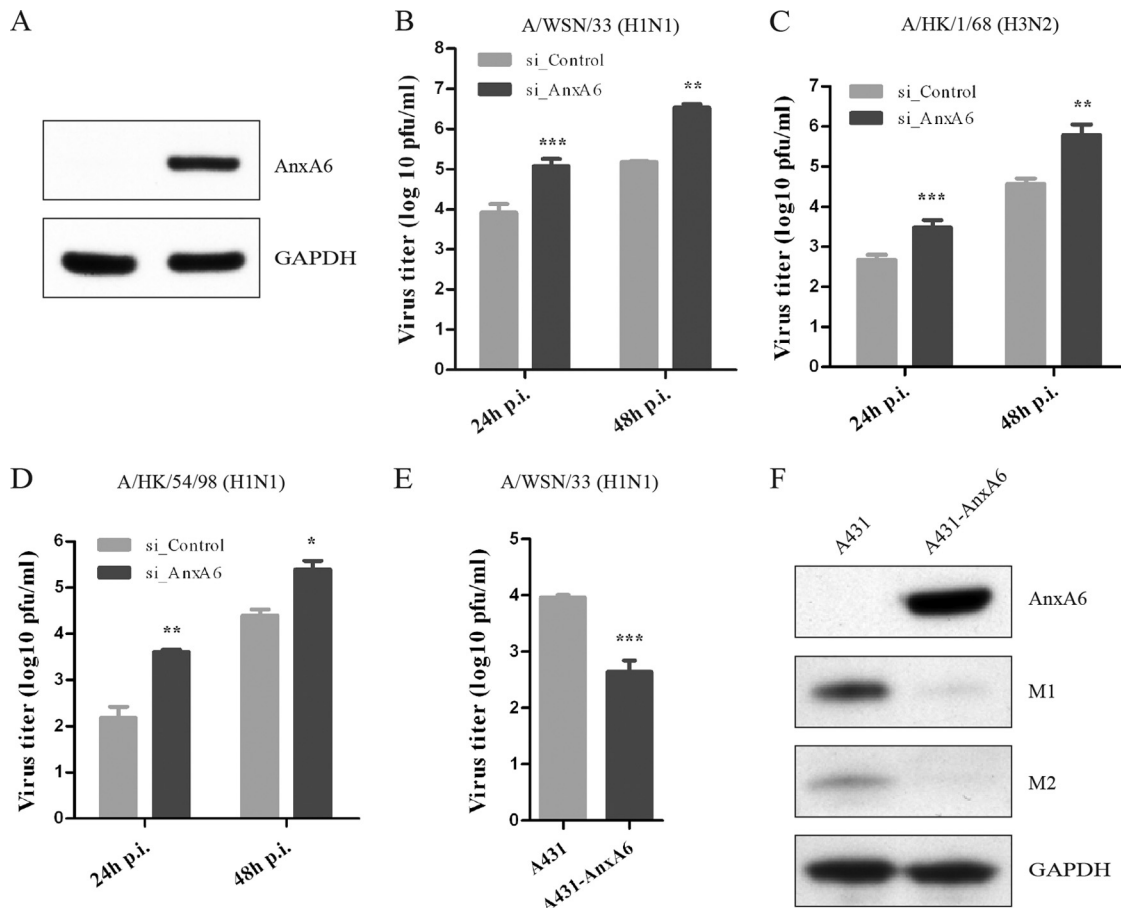 A
AnxA6
GAPDH
B
A/WSN/33 (H1N1)
si_Control
si_AnxA6
Virus titer (log 10 pfu/ml)
8
7
6
5
4
3
2
1
0
***
**
24h p.i.
48h p.i.
C
A/HK/1/68 (H3N2)
si_Control
si_AnxA6
Virus titer (log10 pfu/ml)
7
6
5
4
3
2
1
0
***
**
24h p.i.
48h p.i.
D
A/HK/54/98 (H1N1)
si_Control
si_AnxA6
Virus titer (log10 pfu/ml)
6
5
4
3
2
1
0
**
*
24h p.i.
48h p.i.
E
A/WSN/33 (H1N1)
Virus titer (log10 pfu/ml)
5
4
3
2
1
0
***
A431
A431-AnxA6
F
A431
A431-AnxA6
AnxA6
M1
M2
GAPDH